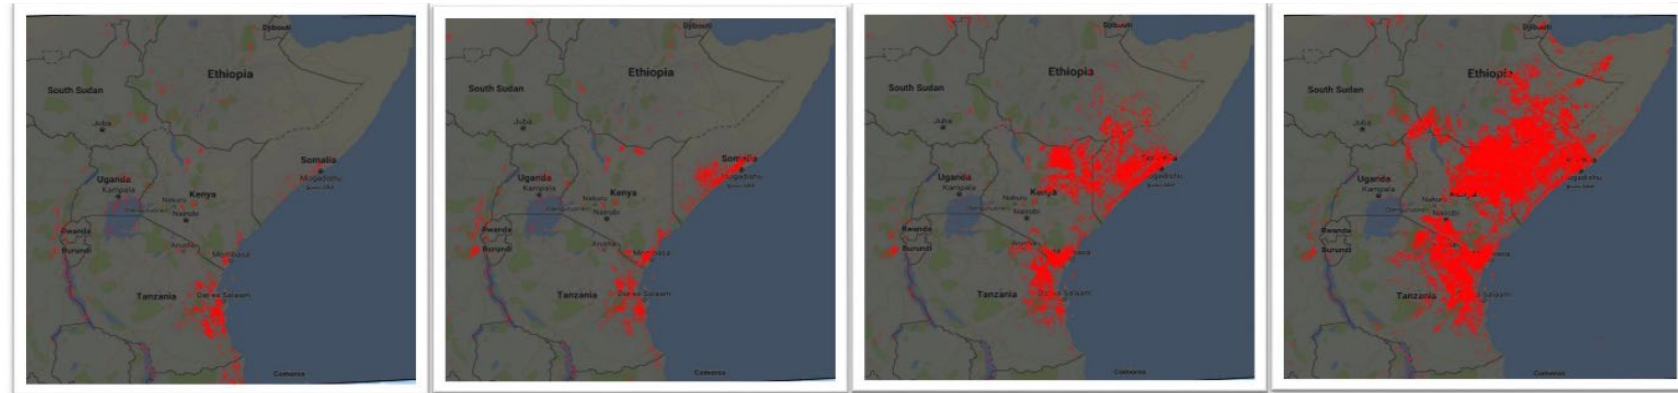 Djibouti
Ethiopia
South Sudan
Juba
Somalia
Mogadishu
Uganda
Kampala
Kenya
Nakuru
Nairobi
Rwanda
Burundi
Arusha
Mombasa
Tanzania
Dar es Salaam
Comoros
Djibouti
Ethiopia
South Sudan
Juba
Somalia
Mogadishu
Uganda
Kampala
Kenya
Nakuru
Nairobi
Rwanda
Burundi
Arusha
Mombasa
Tanzania
Dar es Salaam
Comoros
Djibouti
Ethiopia
South Sudan
Juba
Uganda
Kampala
Kenya
Nakuru
Nairobi
Rwanda
Burundi
Tanzania
Comoros
Djibouti
Ethiopia
South Sudan
Juba
Uganda
Kampala
Nairobi
Rwanda
Burundi
Tanzania
Salaam
Comoros